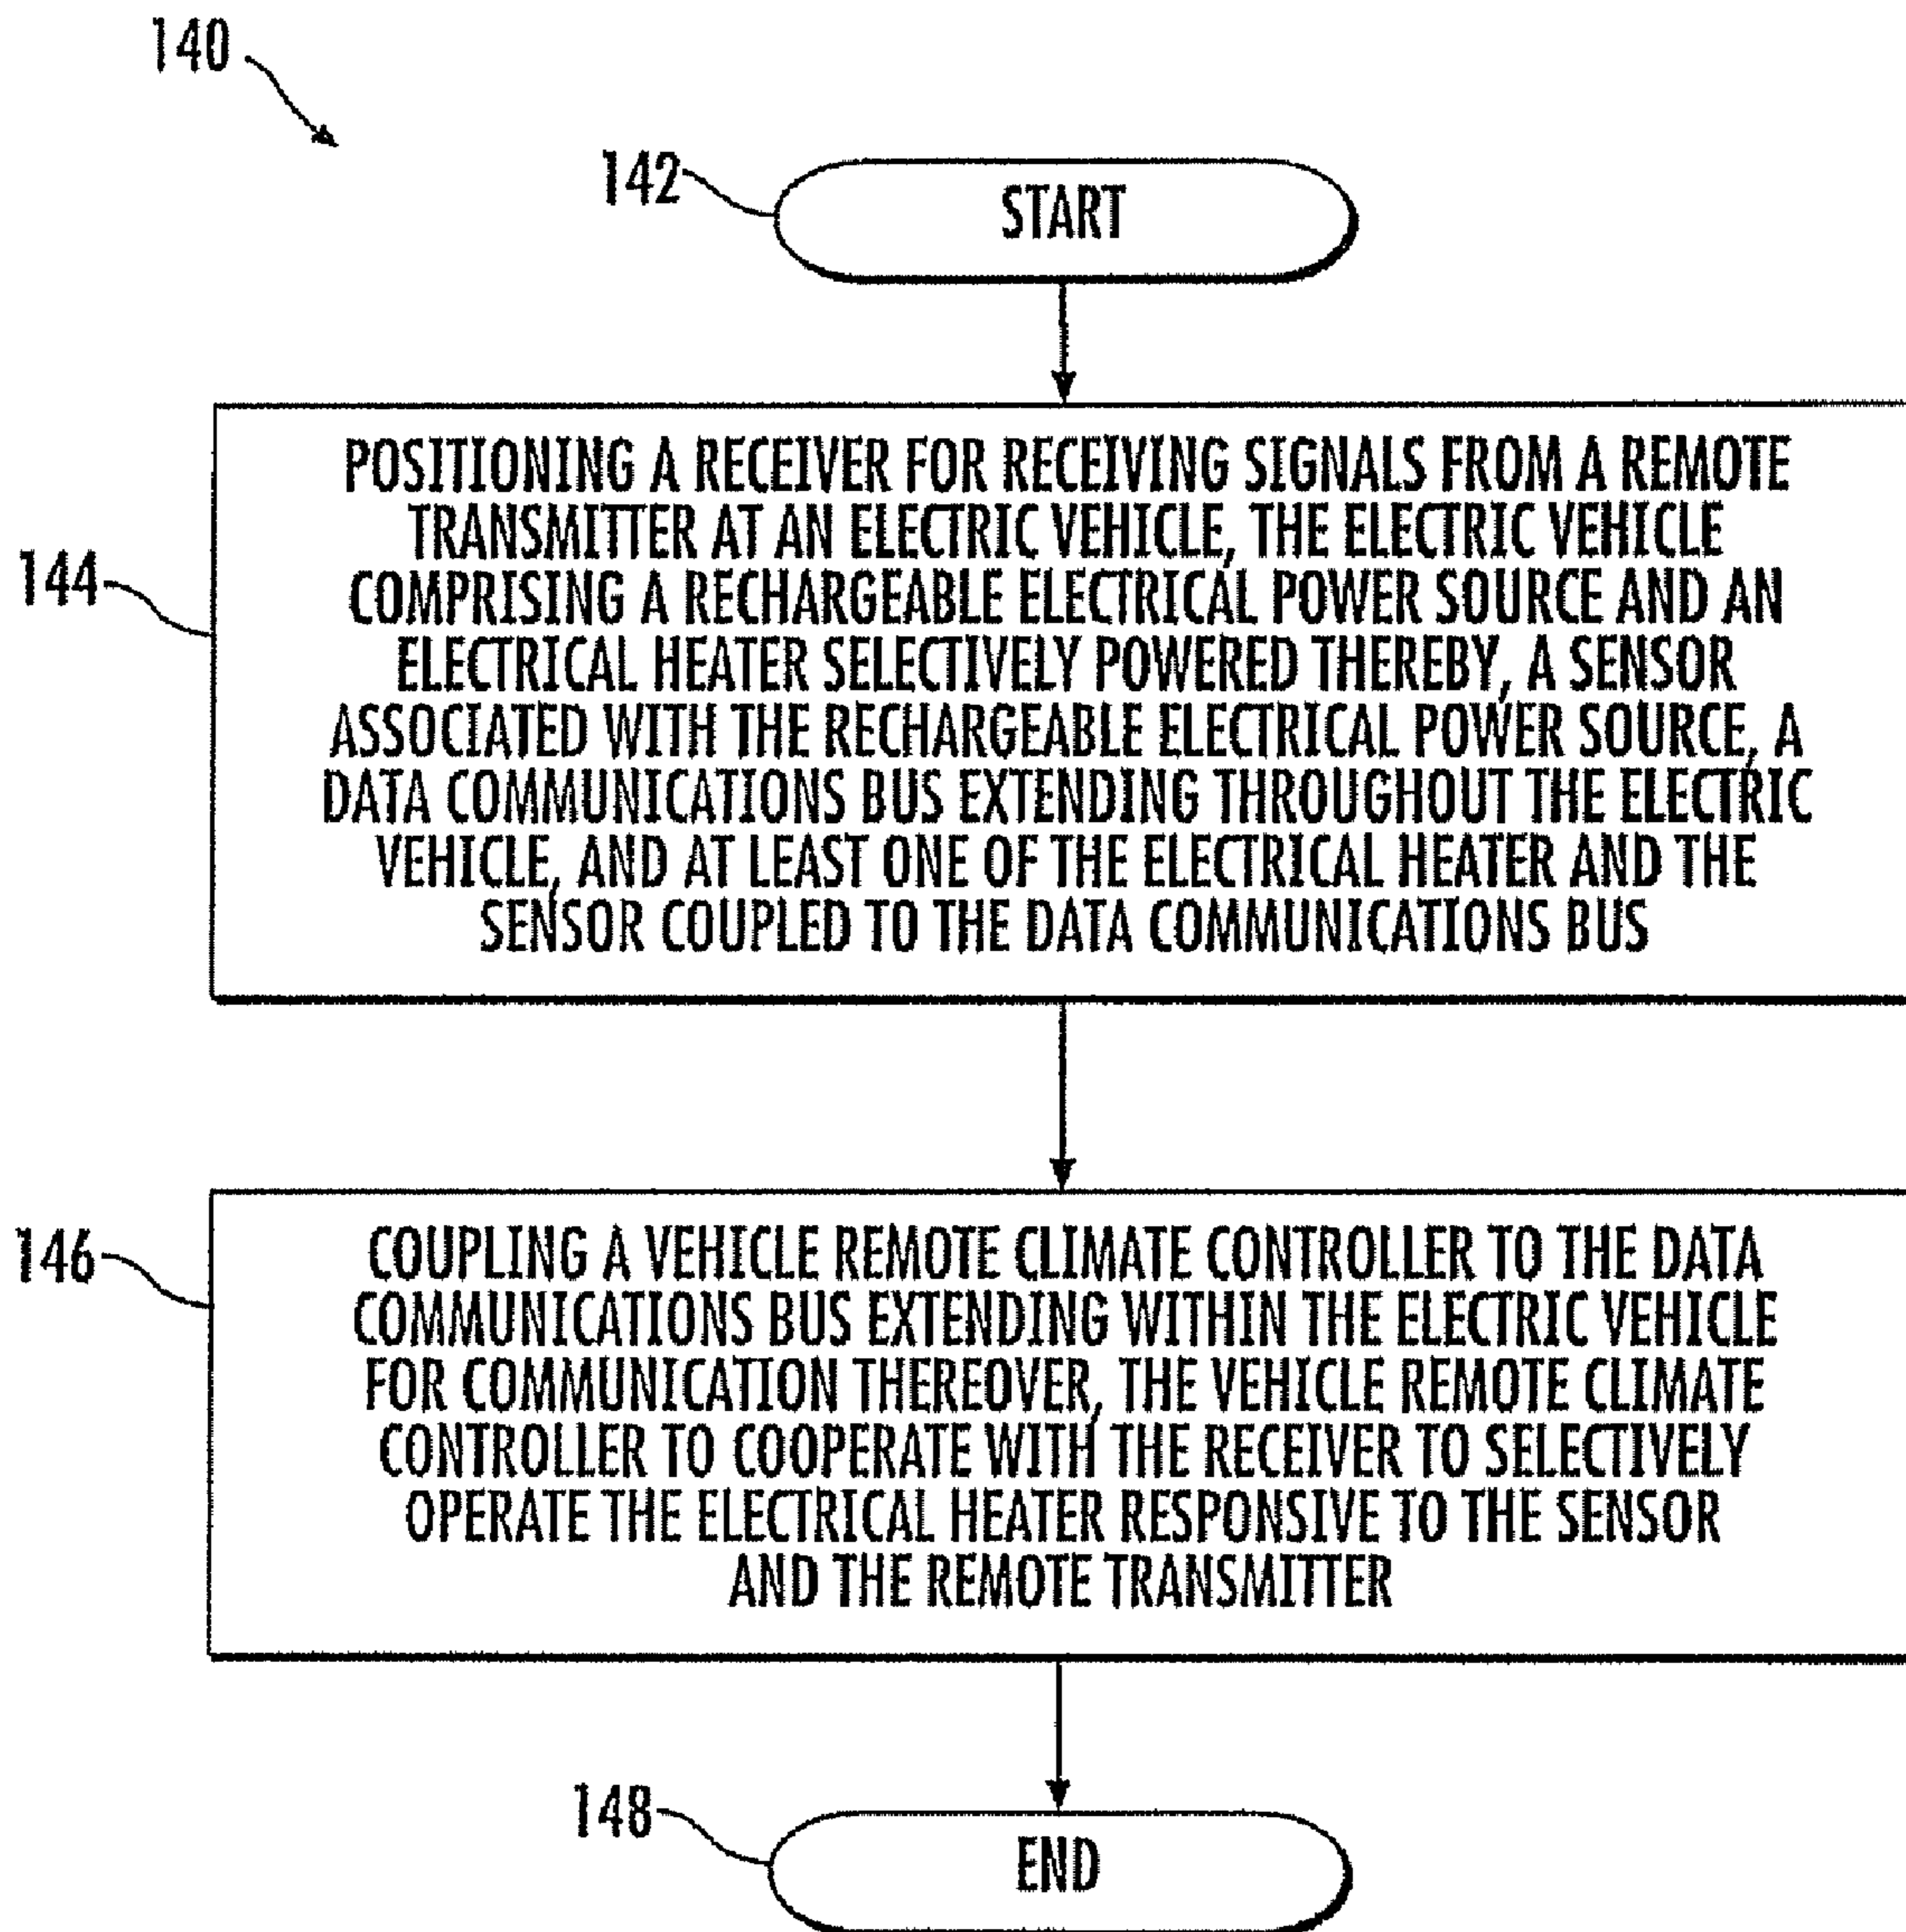 140
142
START
144
POSITIONING A RECEIVER FOR RECEIVING SIGNALS FROM A REMOTE
TRANSMITTER AT AN ELECTRIC VEHICLE, THE ELECTRIC VEHICLE
COMPRISING A RECHARGEABLE ELECTRICAL POWER SOURCE AND AN
ELECTRICAL HEATER SELECTIVELY POWERED THEREBY, A SENSOR
ASSOCIATED WITH THE RECHARGEABLE ELECTRICAL POWER SOURCE, A
DATA COMMUNICATIONS BUS EXTENDING THROUGHOUT THE ELECTRIC
VEHICLE, AND AT LEAST ONE OF THE ELECTRICAL HEATER AND THE
SENSOR COUPLED TO THE DATA COMMUNICATIONS BUS
146
COUPLING A VEHICLE REMOTE CLIMATE CONTROLLER TO THE DATA
COMMUNICATIONS BUS EXTENDING WITHIN THE ELECTRIC VEHICLE
FOR COMMUNICATION THEREOVER, THE VEHICLE REMOTE CLIMATE
CONTROLLER TO COOPERATE WITH THE RECEIVER TO SELECTIVELY
OPERATE THE ELECTRICAL HEATER RESPONSIVE TO THE SENSOR
AND THE REMOTE TRANSMITTER
148
END